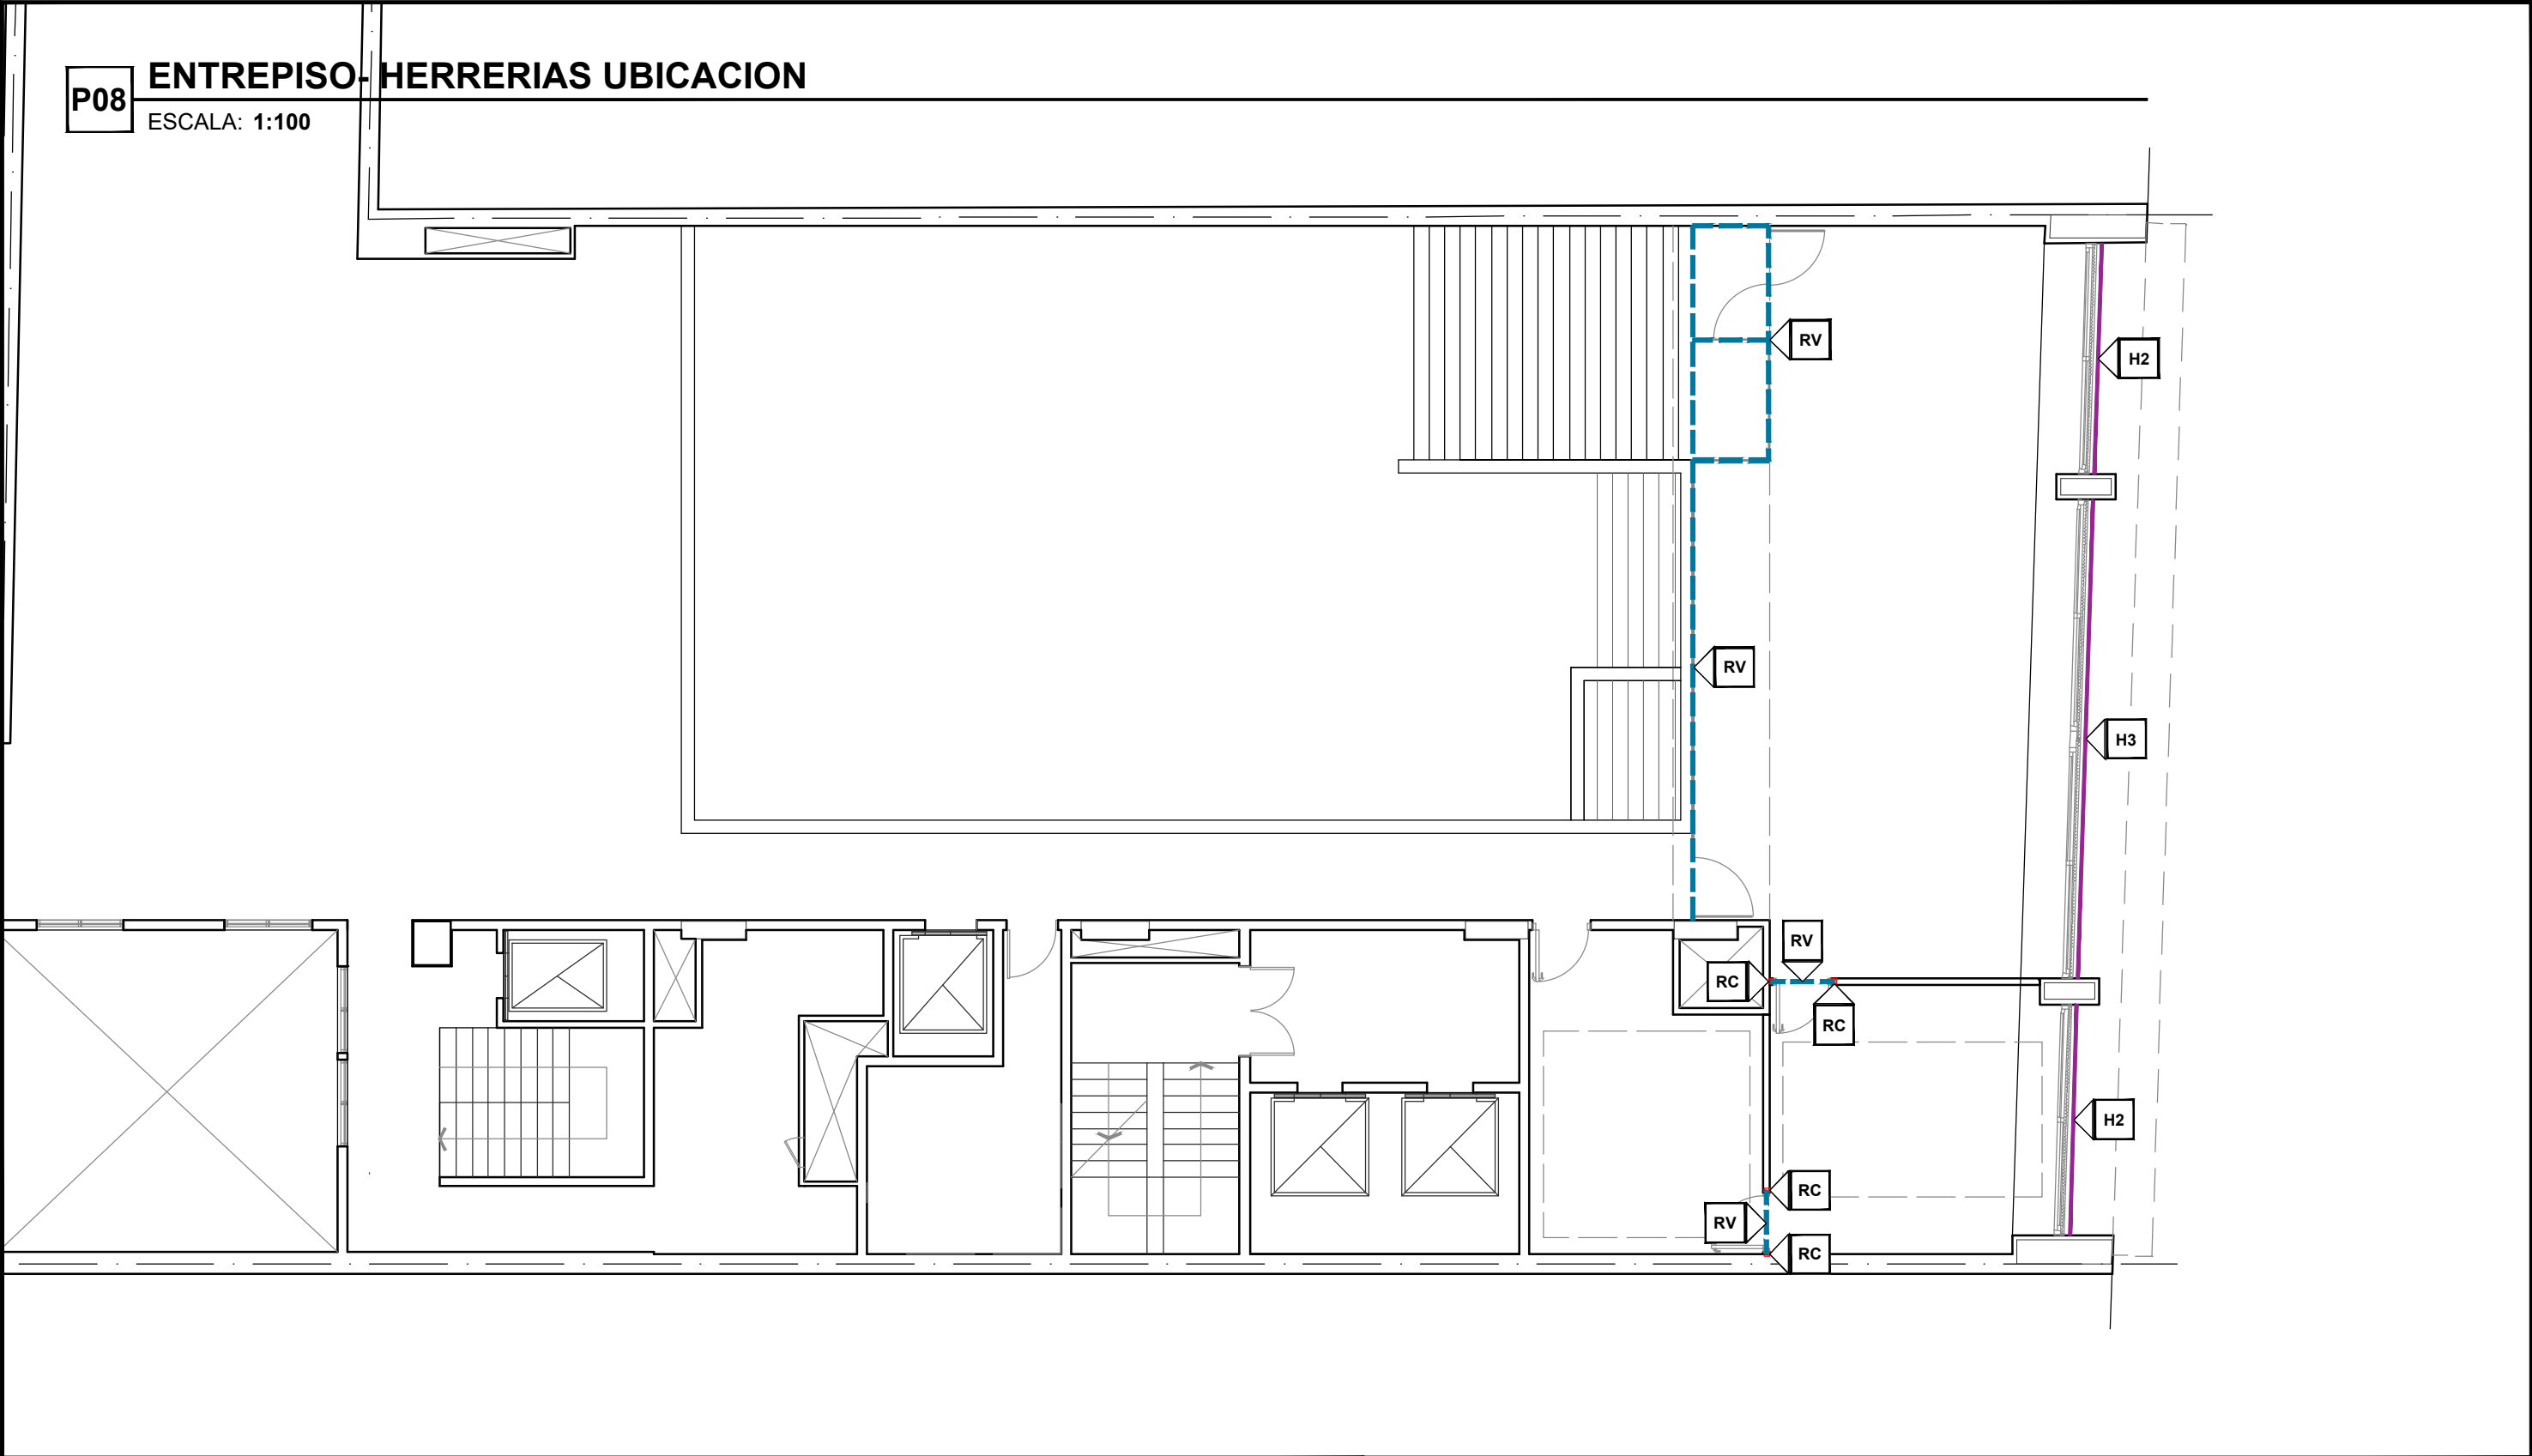 P08
ENTREPISO- HERRERIAS UBICACION
ESCALA: 1:100
RV
H2
RV
H3
RV
RC
RC
H2
RC
RV
RC